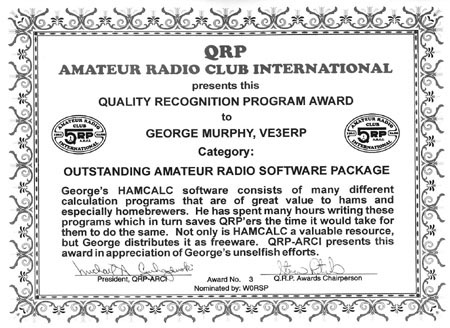 QRP
AMATEUR RADIO CLUB INTERNATIONAL
presents this
QUALITY RECOGNITION PROGRAM AWARD
to
GEORGE MURPHY, VE3ERP
Category:
AMATEUR RADIO
CLUB
QRP
INTERNATIONAL
AMATEUR RADIO
CLUB
QRP
INTERNATIONAL
OUTSTANDING AMATEUR RADIO SOFTWARE PACKAGE
George's HAMCALC software consists of many different
calculation programs that are of great value to hams and
especially homebrewers. He has spent many hours writing these
programs which in turn saves QRP'ers the time it would take for
them to do the same. Not only is HAMCALC a valuable resource,
but George distributes it as freeware. QRP-ARCI presents this
award in appreciation of George's unselfish efforts.
President, QRP-ARCI
Award No. 3
Q.R.P. Awards Chairperson
Nominated by: W0RSP